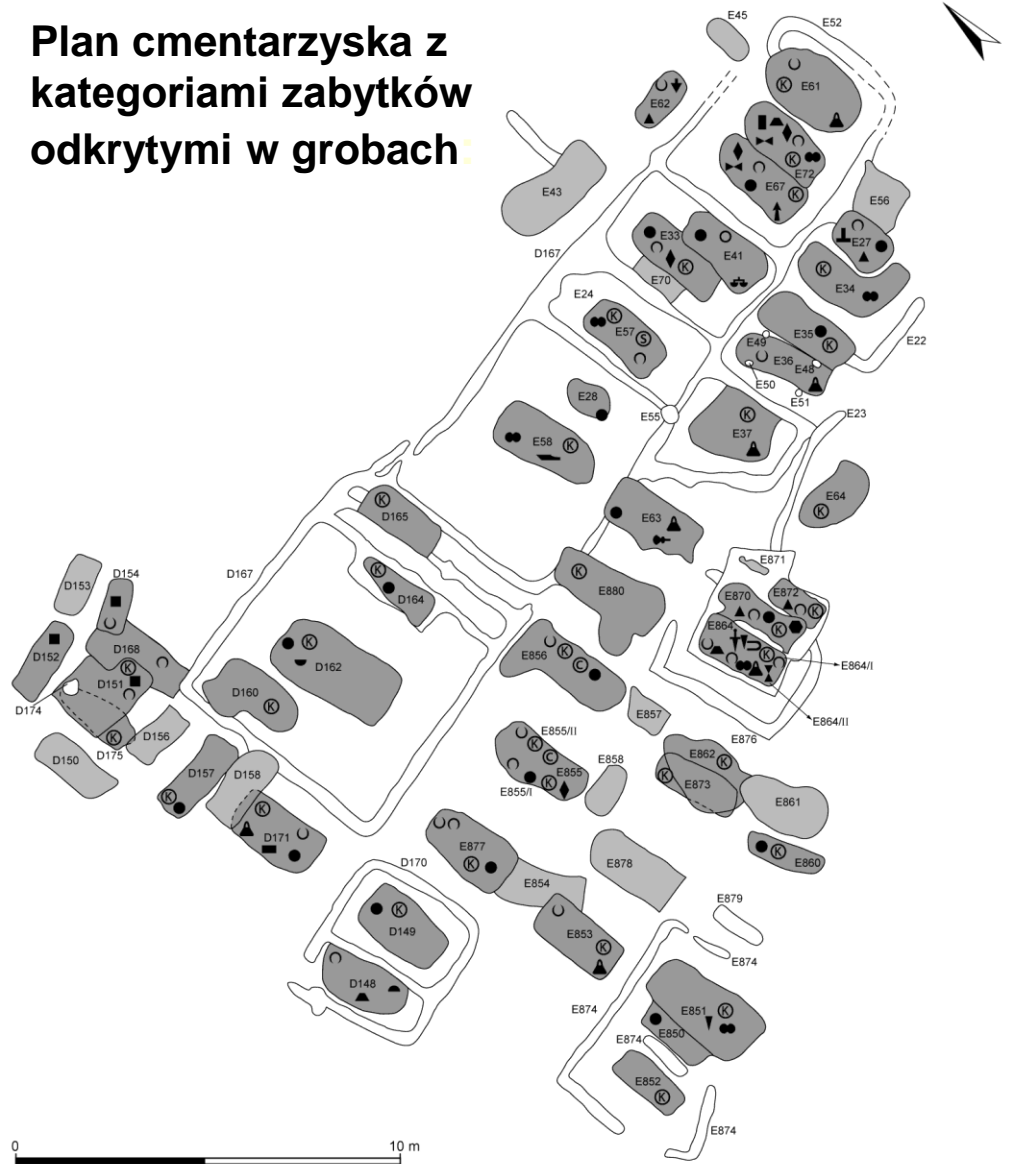 Plan cmentarzyska z
kategoriami zabytków
odkrytymi w grobach:
E45
E52
E61
K
E62
E72
K
E67
K
E43
E56
E27
D167
E33
K
E41
E70
E34
K
E24
E57
K
S
E35
K
E49
E36
E48
E22
E50
E51
E28
E55
E23
E58
K
E37
K
E64
K
D165
K
E63
E871
D167
D164
K
E880
K
E870
K
E872
K
E864
K
E864/I
E864/II
D153
D154
D152
D168
K
D151
D174
D175
K
D156
D150
D162
K
D160
K
E856
K
K
C
E857
E876
D157
K
D158
D171
K
E855/II
K
C
E855
K
E855/I
E858
E862
K
E873
K
E861
E877
K
E860
K
D170
E854
E878
E879
D149
K
E853
K
E874
D148
E874
E851
K
E850
E874
E852
K
E874
0
10 m